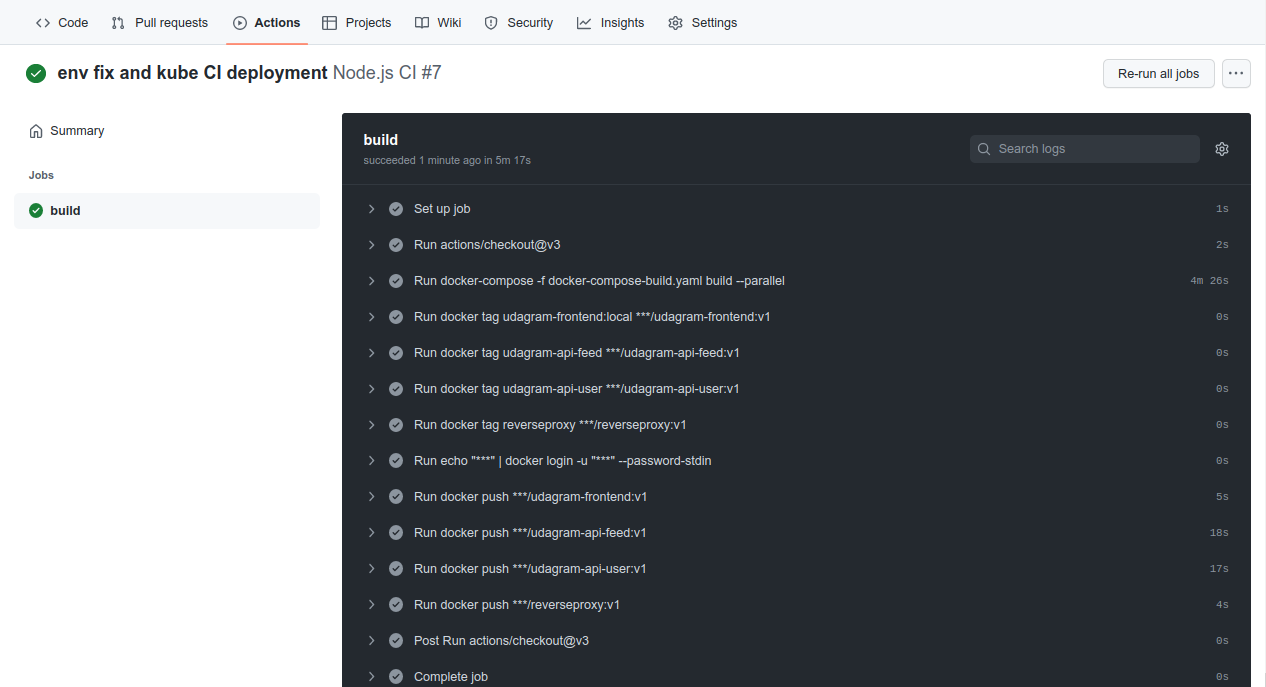 Code Pull requests Actions Projects Wiki Security Insights Settings
env fix and kube CI deployment Node.js CI #7
Re-run all jobs
Summary
Jobs
build
build
succeeded 1 minute ago in 5m 17s
Search logs
Set up job 1s
Run actions/checkout@v3 2s
Run docker-compose -f docker-compose-build.yaml build --parallel 4m 26s
Run docker tag udagram-frontend:local ***/udagram-frontend:v1 0s
Run docker tag udagram-api-feed ***/udagram-api-feed:v1 0s
Run docker tag udagram-api-user ***/udagram-api-user:v1 0s
Run docker tag reverseproxy ***/reverseproxy:v1 0s
Run echo "***" | docker login -u "***" --password-stdin 0s
Run docker push ***/udagram-frontend:v1 5s
Run docker push ***/udagram-api-feed:v1 18s
Run docker push ***/udagram-api-user:v1 17s
Run docker push ***/reverseproxy:v1 4s
Post Run actions/checkout@v3 0s
Complete job 0s